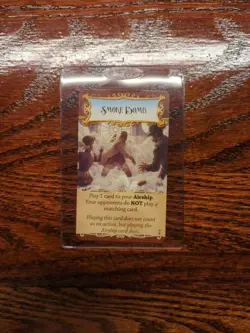 SMOKE BOMB
Play 1 card to your Airship.
Your opponents do NOT play a
matching card.
Playing this card does not count
as an action, but playing the
Airship card does.